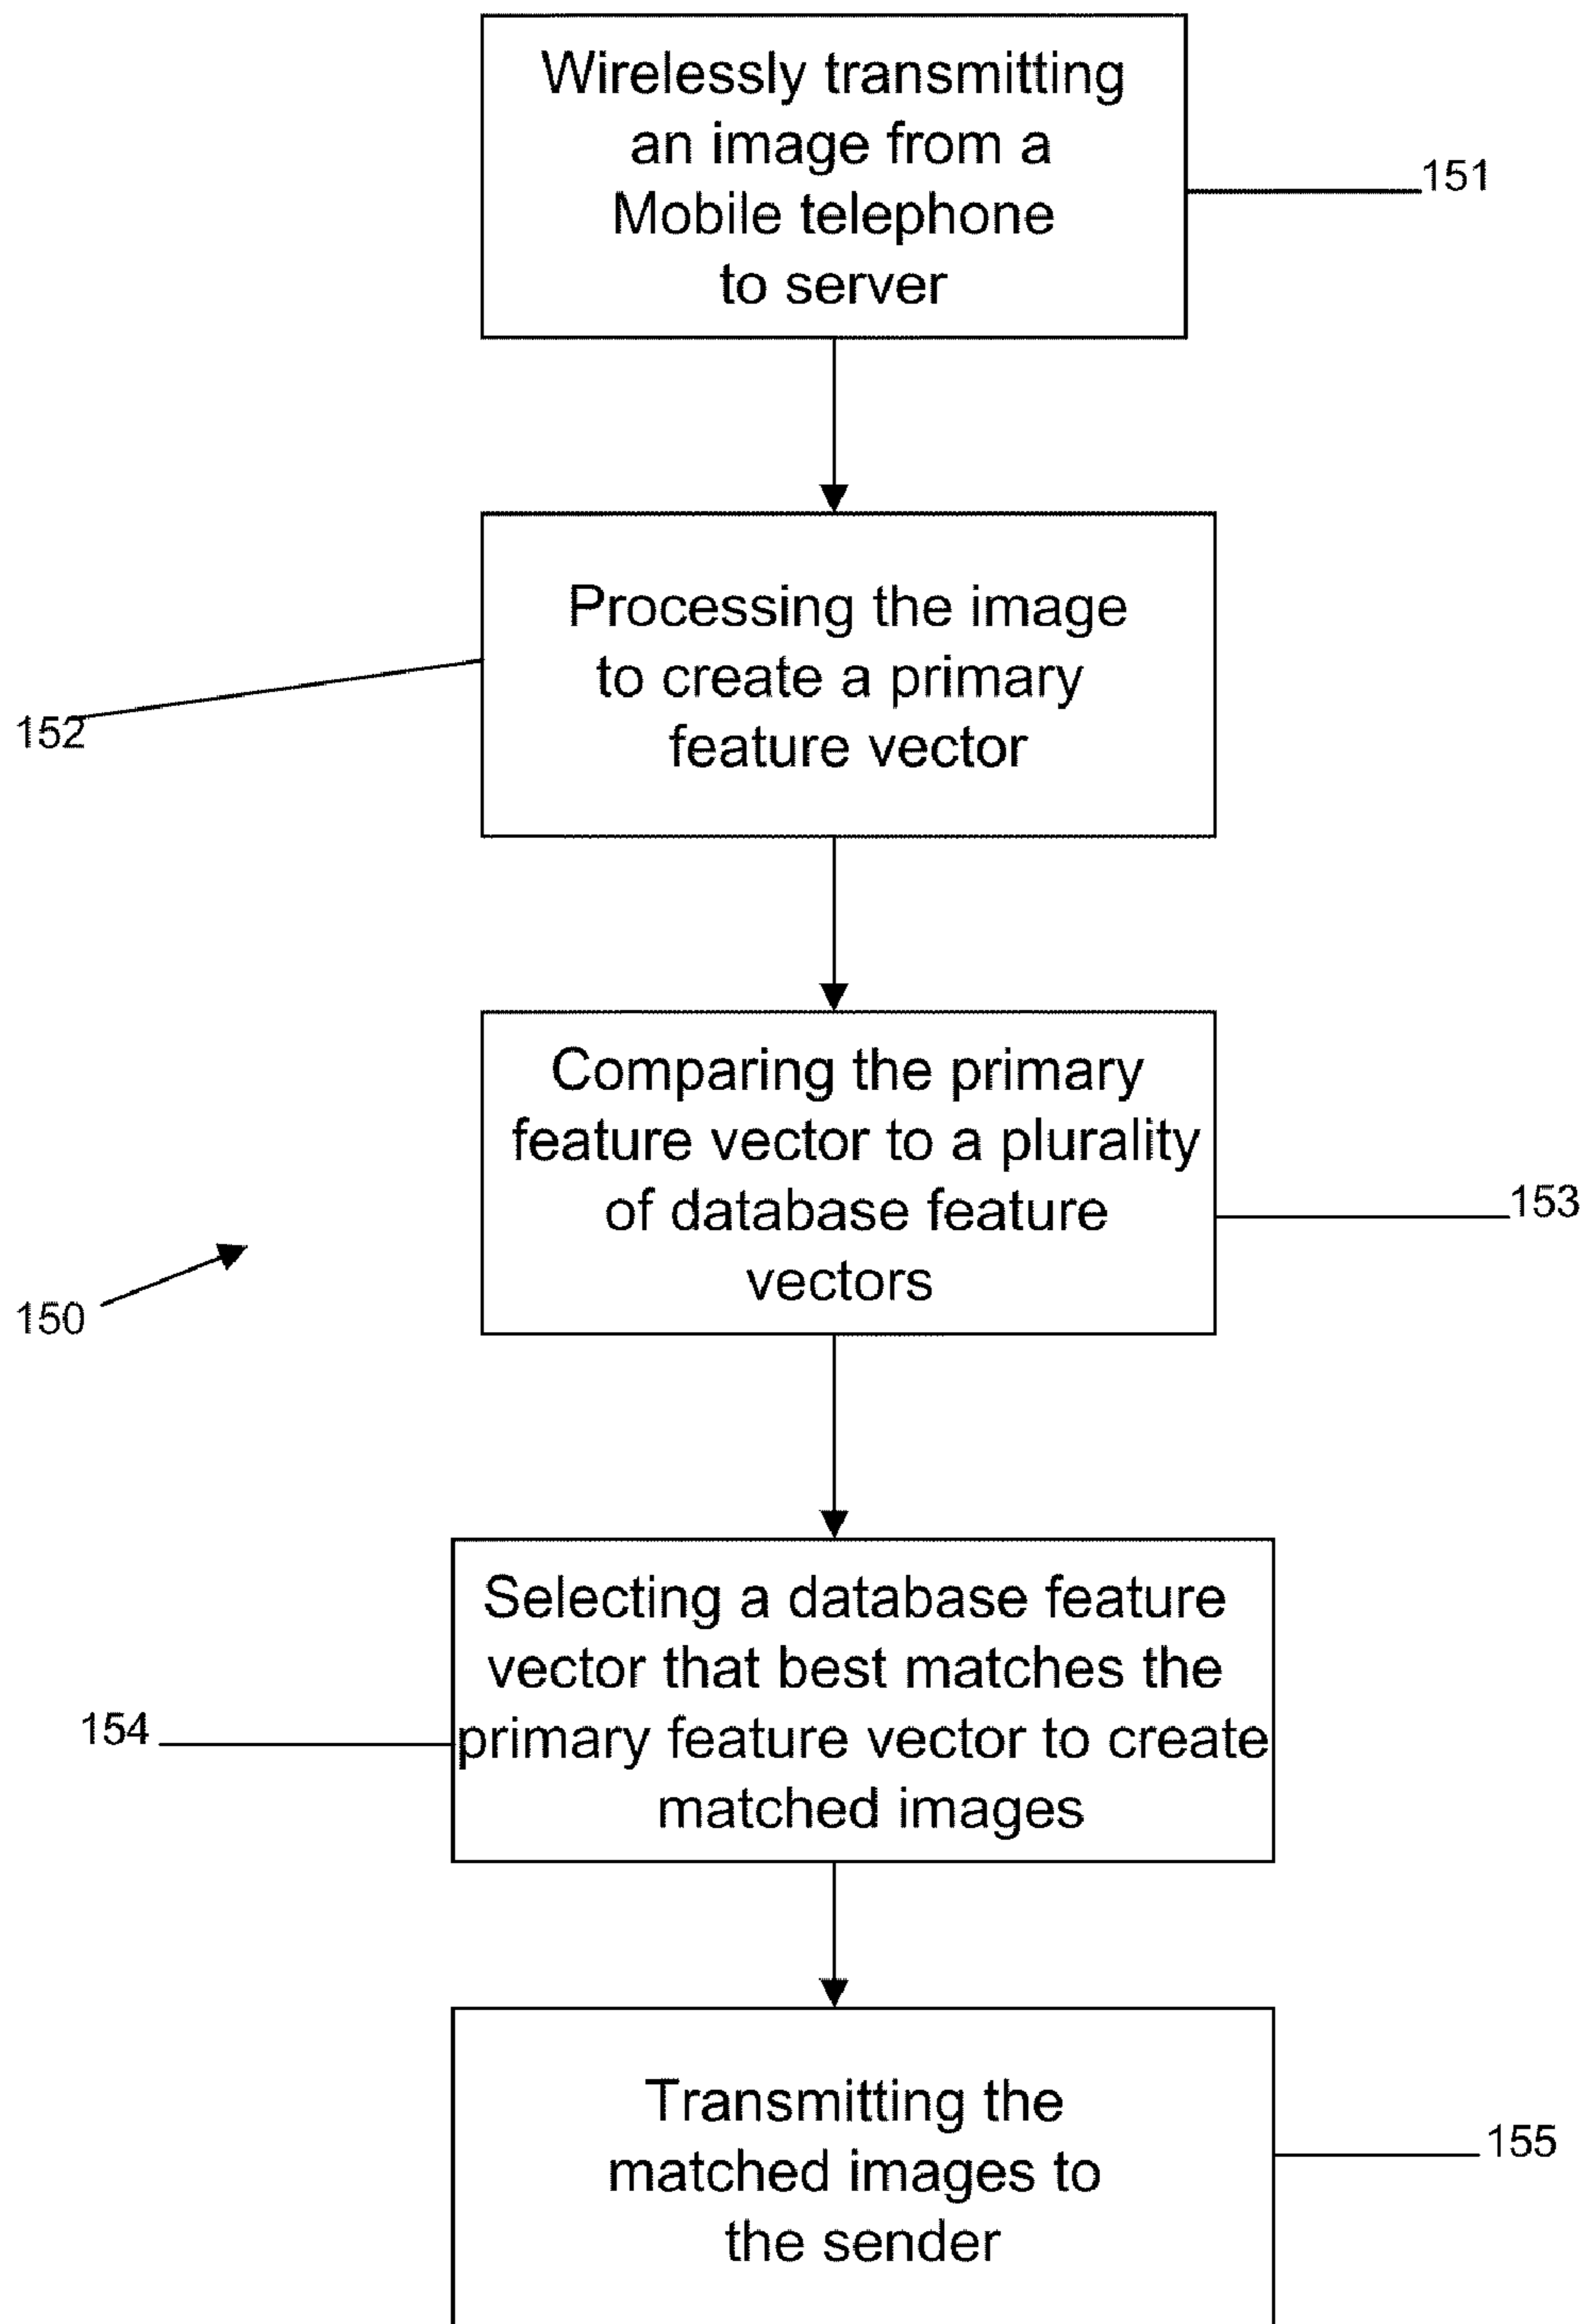 Wirelessly transmitting
an image from a
Mobile telephone
to server
151
Processing the image
to create a primary
feature vector
152
Comparing the primary
feature vector to a plurality
of database feature
vectors
153
150
Selecting a database feature
vector that best matches the
primary feature vector to create
matched images
154
Transmitting the
matched images to
the sender
155